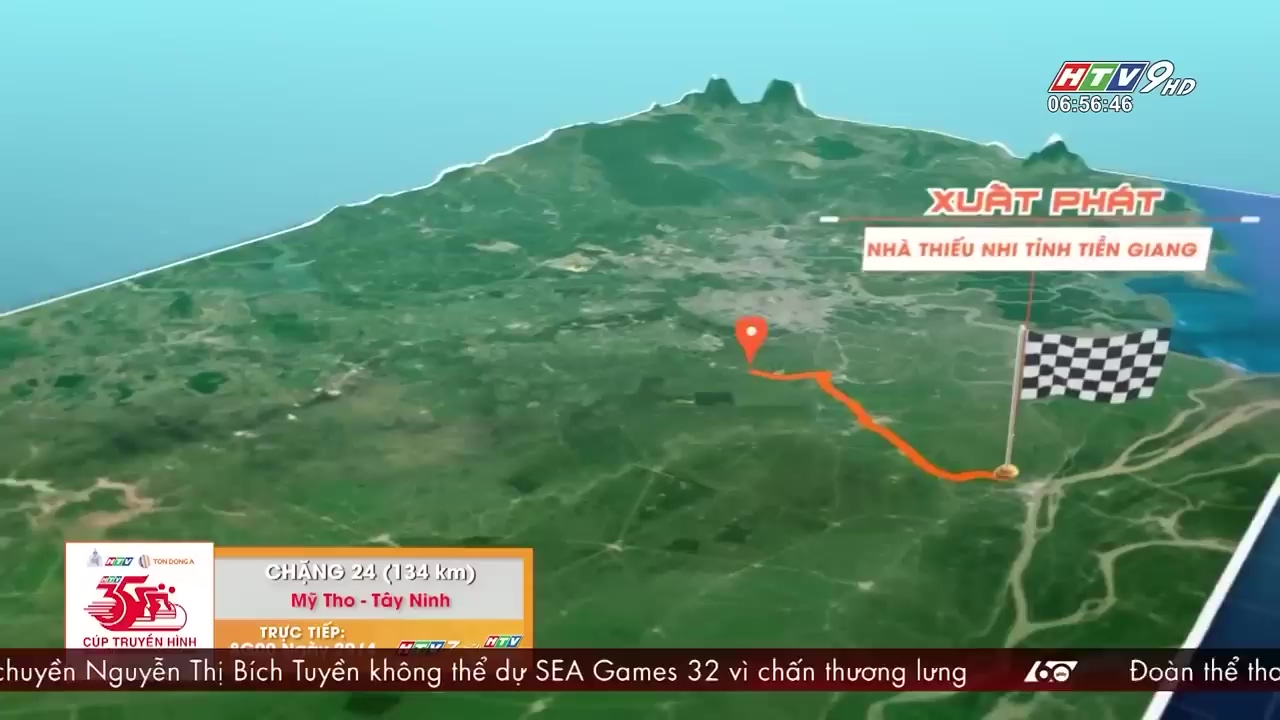 HTV9HD
06:56:46
XUẤT PHÁT
NHÀ THIẾU NHI TỈNH TIỀN GIANG
HTV TON DONG A
HTV
35
CÚP TRUYỀN HÌNH
CHẶNG 24 (134 km)
Mỹ Tho - Tây Ninh
TRỰC TIẾP:
HTV
chuyền Nguyễn Thị Bích Tuyền không thể dự SEA Games 32 vì chấn thương lưng
Đoàn thể tha